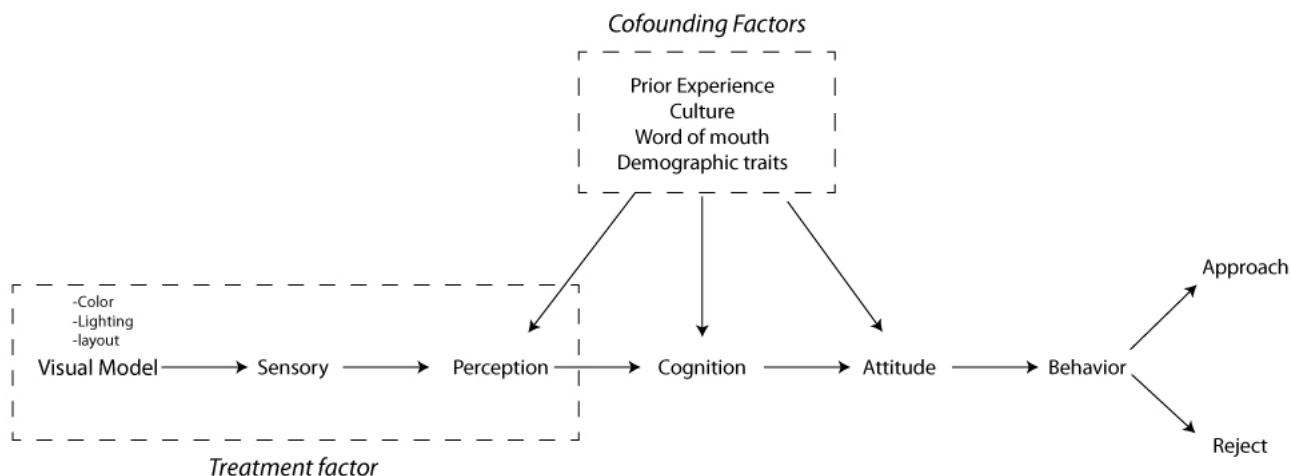 Cofounding Factors
Prior Experience
Culture
Word of mouth
Demographic traits
Approach
-Color
-Lighting
-layout
Visual Model
Sensory
Perception
Cognition
Attitude
Behavior
Reject
Treatment factor